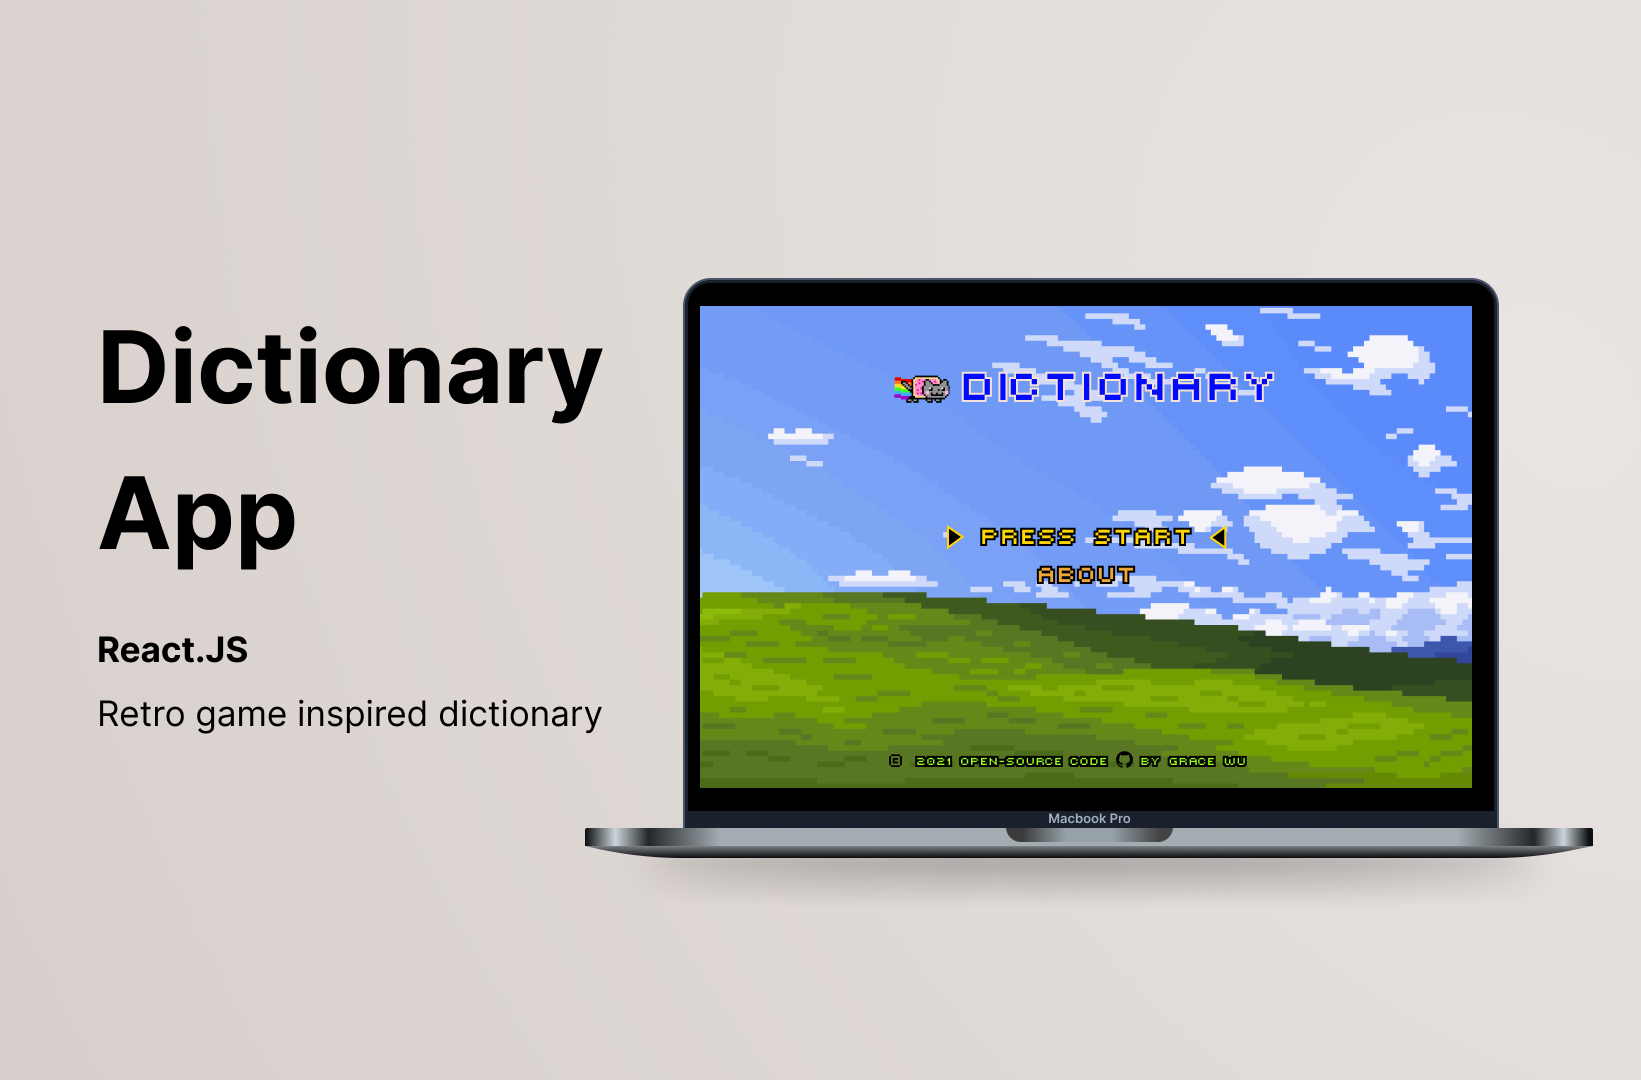 Dictionary
App
React.JS
Retro game inspired dictionary
DICTIONARY
PRESS START
ABOUT
© 2021 OPEN-SOURCE CODE BY GRACE WU
Macbook Pro